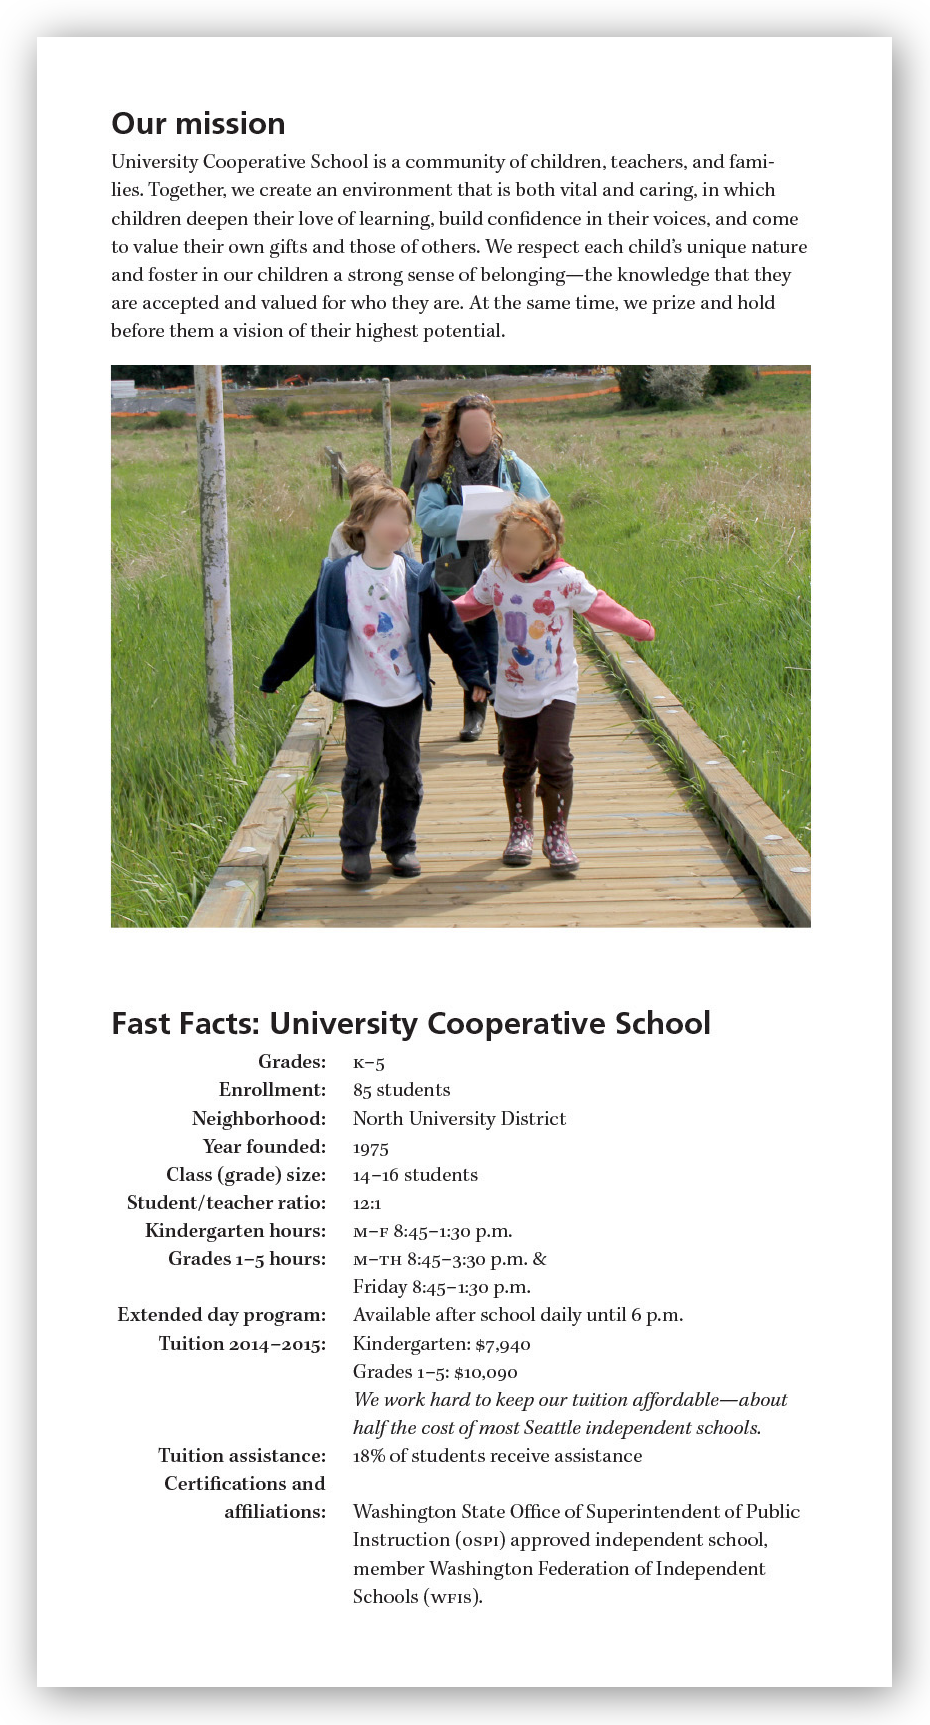 Our mission
University Cooperative School is a community of children, teachers, and fami-
lies. Together, we create an environment that is both vital and caring, in which
children deepen their love of learning, build confidence in their voices, and come
to value their own gifts and those of others. We respect each child's unique nature
and foster in our children a strong sense of belonging—the knowledge that they
are accepted and valued for who they are. At the same time, we prize and hold
before them a vision of their highest potential.
Fast Facts: University Cooperative School
Grades: K–5
Enrollment: 85 students
Neighborhood: North University District
Year founded: 1975
Class (grade) size: 14–16 students
Student/teacher ratio: 12:1
Kindergarten hours: M–F 8:45–1:30 p.m.
Grades 1–5 hours: M–TH 8:45–3:30 p.m. &
Friday 8:45–1:30 p.m.
Extended day program: Available after school daily until 6 p.m.
Tuition 2014–2015: Kindergarten: $7,940
Grades 1–5: $10,090
We work hard to keep our tuition affordable—about
half the cost of most Seattle independent schools.
Tuition assistance: 18% of students receive assistance
Certifications and
affiliations: Washington State Office of Superintendent of Public
Instruction (OSPI) approved independent school,
member Washington Federation of Independent
Schools (WFIS).